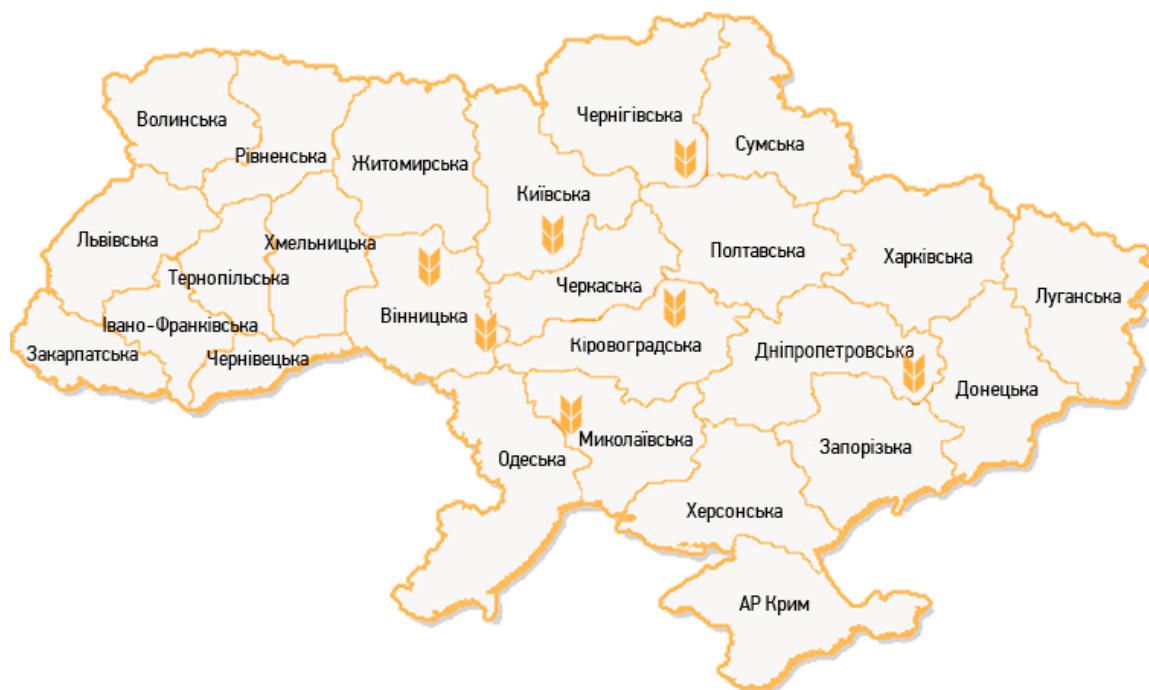 Чернігівська
Волинська
Сумська
Рівненська
Житомирська
Київська
Львівська
Хмельницька
Полтавська
Харківська
Тернопільська
Черкаська
Луганська
Вінницька
Івано-Франківська
Кіровоградська
Дніпропетровська
Закарпатська
Чернівецька
Донецька
Миколаївська
Запорізька
Одеська
Херсонська
АР Крим